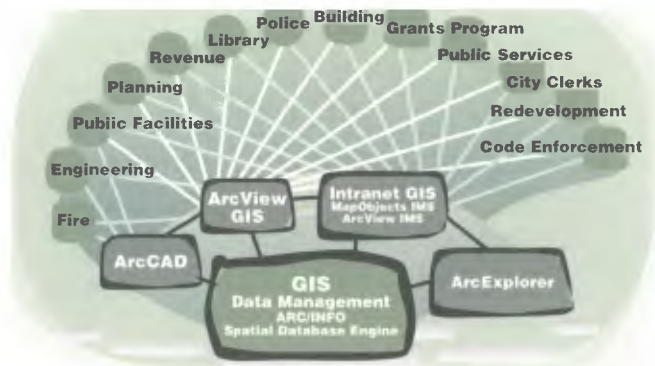 Police
Building
Library
Grants Program
Revenue
Public Services
Planning
City Clerks
Public Facilities
Redevelopment
Engineering
Code Enforcement
Fire
ArcView
GIS
Intranet GIS
MapObjects IMS
ArcView IMS
ArcCAD
GIS
Data Management
ARC/INFO
Spatial Database Engine
ArcExplorer